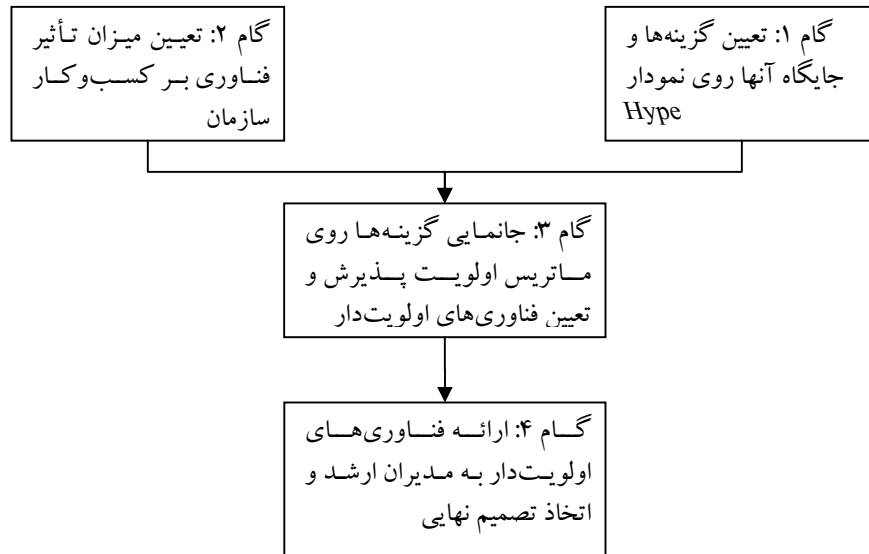 گام ۱: تعیین گزینه‌ها و
جایگاه آنها روی نمودار
Hype
گام ۲: تعیین میزان تأثیر
فناوری بر کسب‌وکار
سازمان
گام ۳: جانمایی گزینه‌ها روی
ماتریس اولویت پذیرش و
تعیین فناوری‌های اولویت‌دار
گام ۴: ارائه فناوری‌های
اولویت‌دار به مدیران ارشد و
اتخاذ تصمیم نهایی